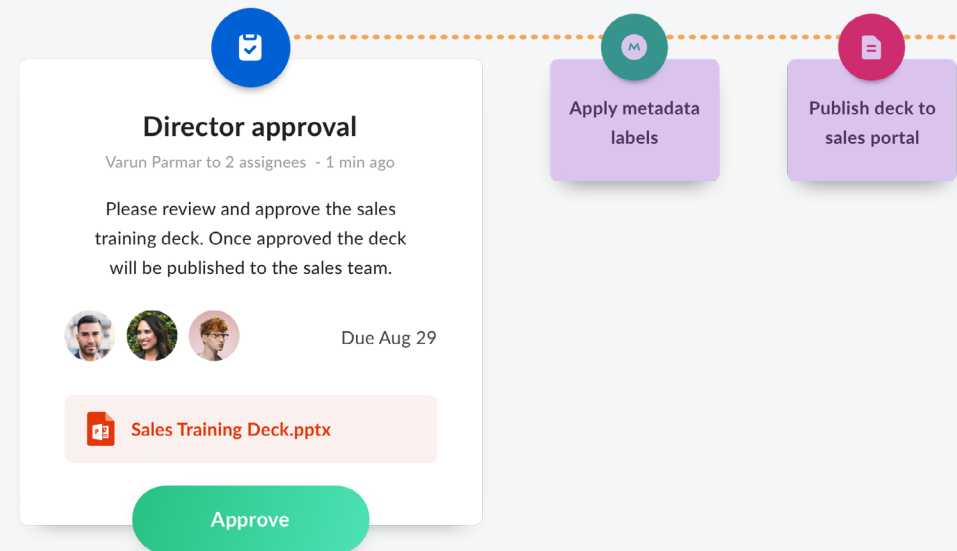 Director approval
Varun Parmar to 2 assignees - 1 min ago
Please review and approve the sales
training deck. Once approved the deck
will be published to the sales team.
Due Aug 29
Sales Training Deck.pptx
Approve
Apply metadata
labels
Publish deck to
sales portal